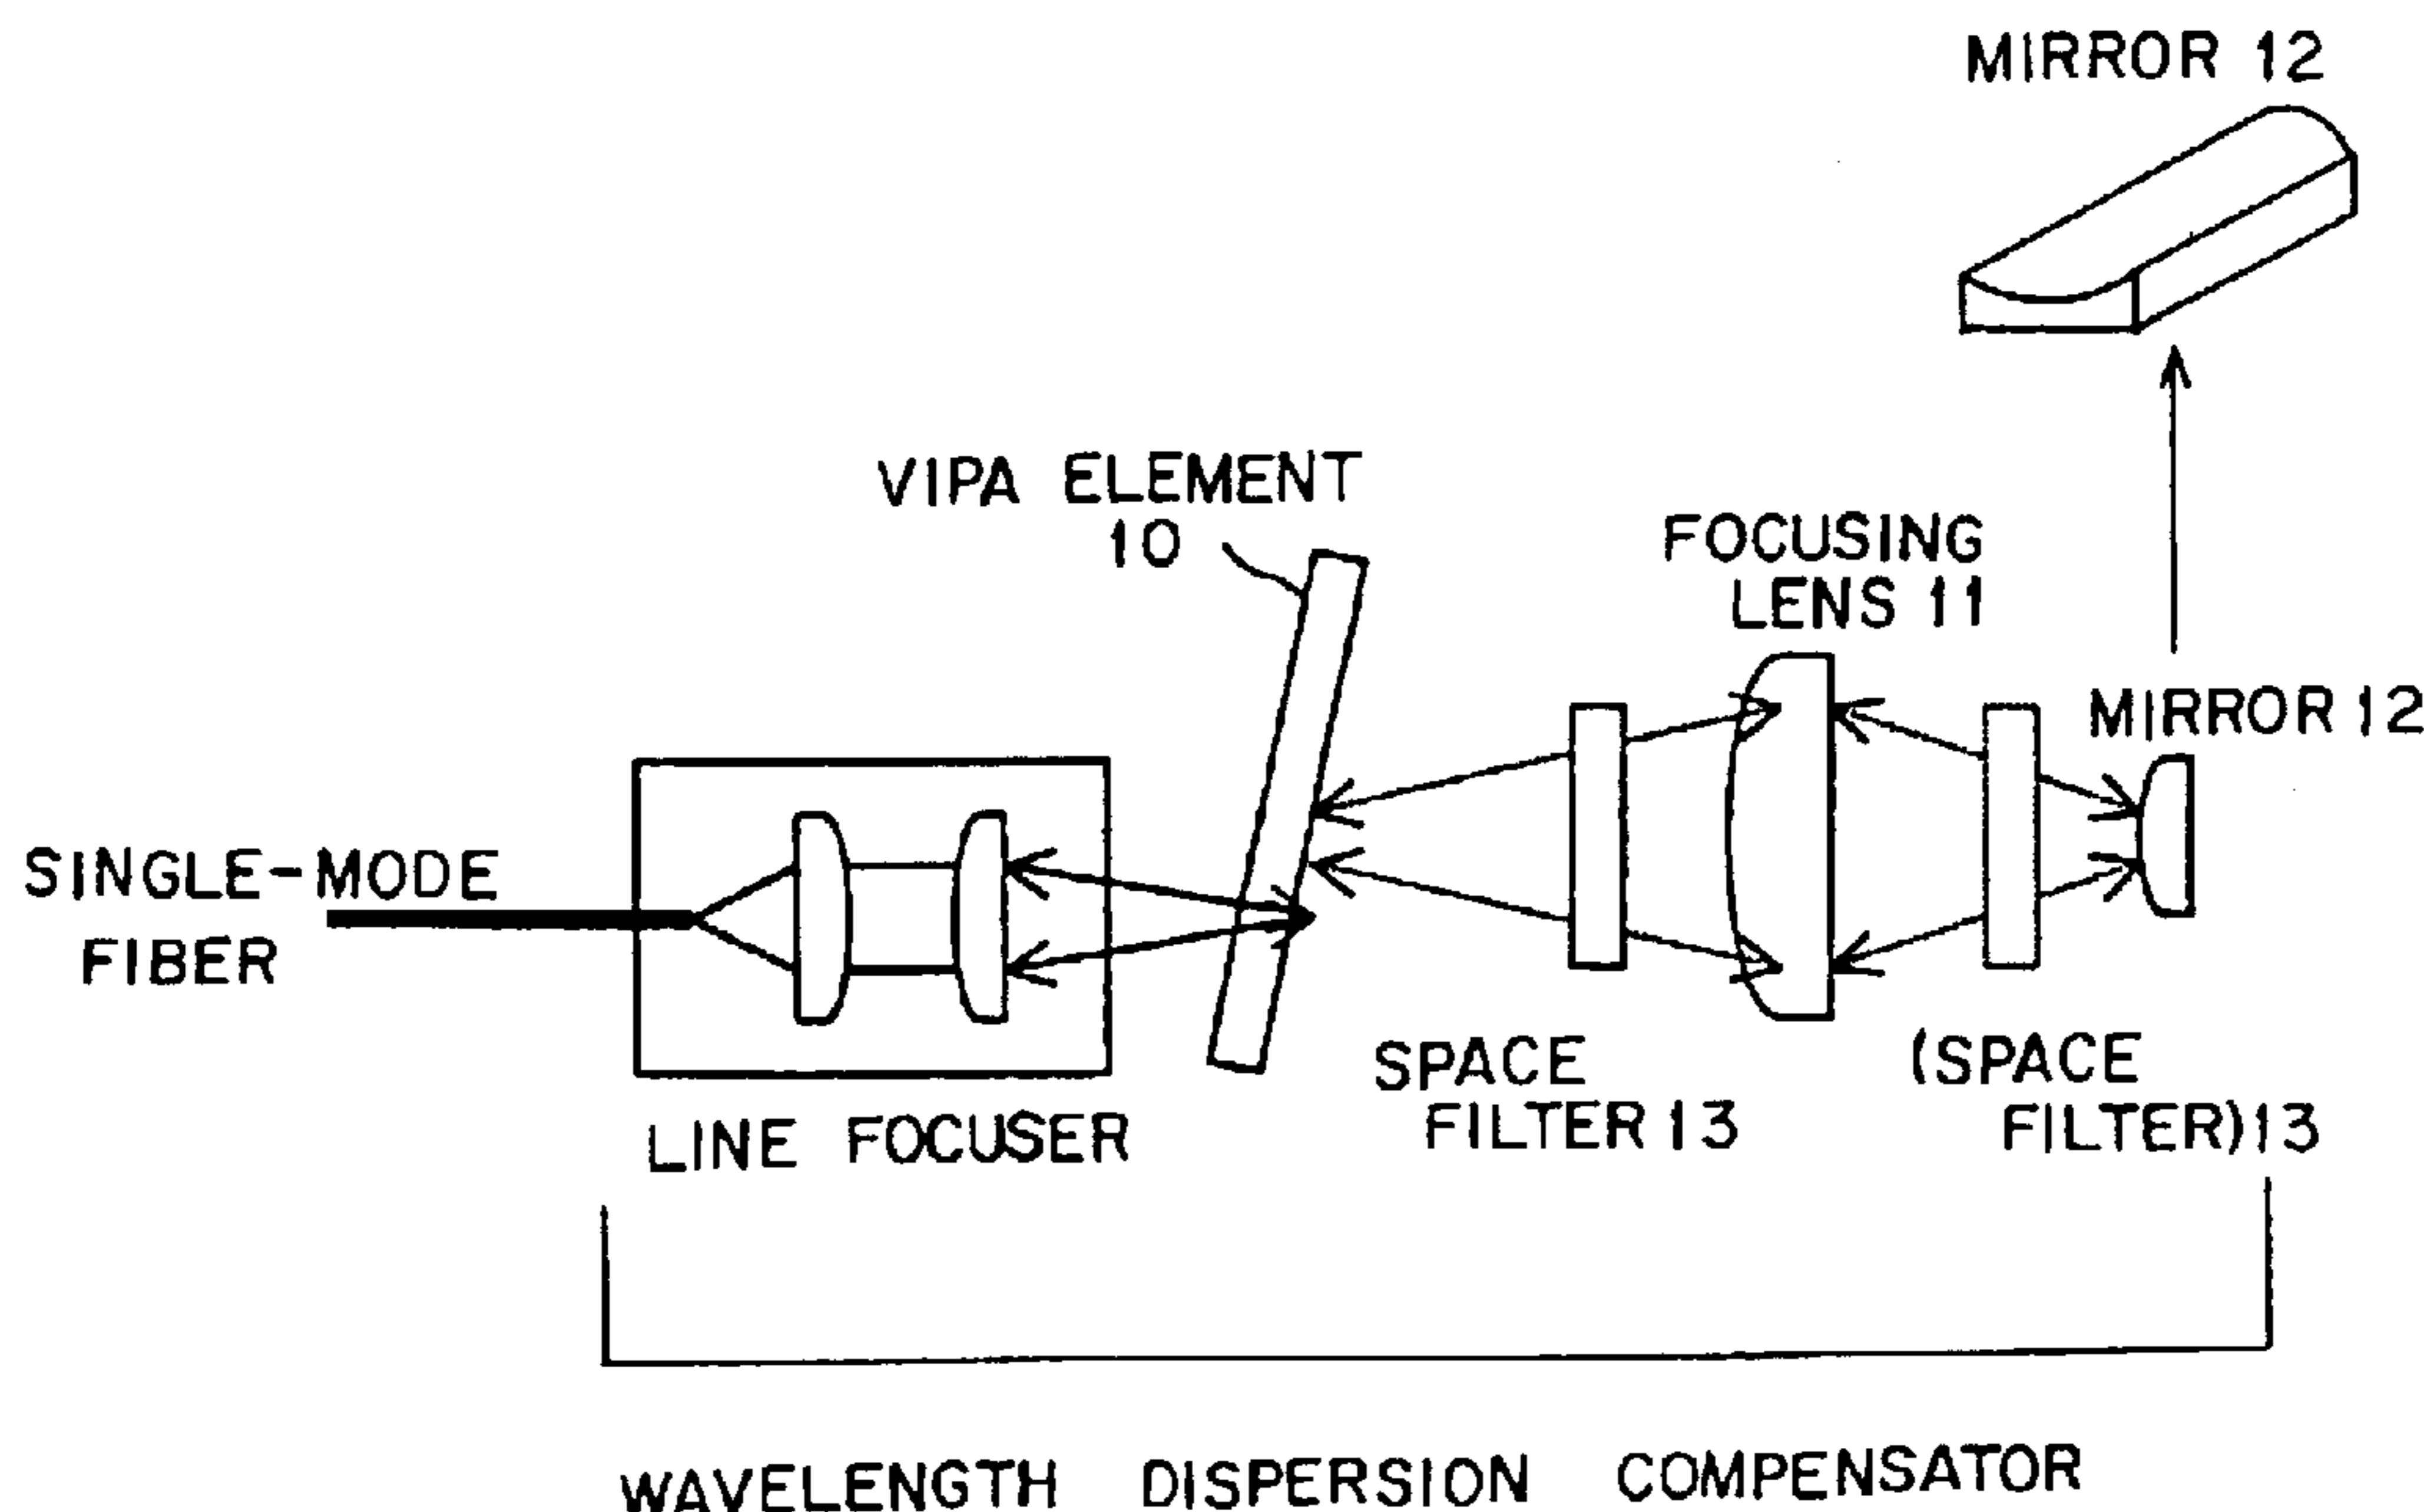 MIRROR 12
VIPA ELEMENT
10
FOCUSING
LENS 11
MIRROR 12
SINGLE-MODE
FIBER
SPACE
FILTER 13
(SPACE
FILTER) 13
LINE FOCUSER
WAVELENGTH DISPERSION COMPENSATOR